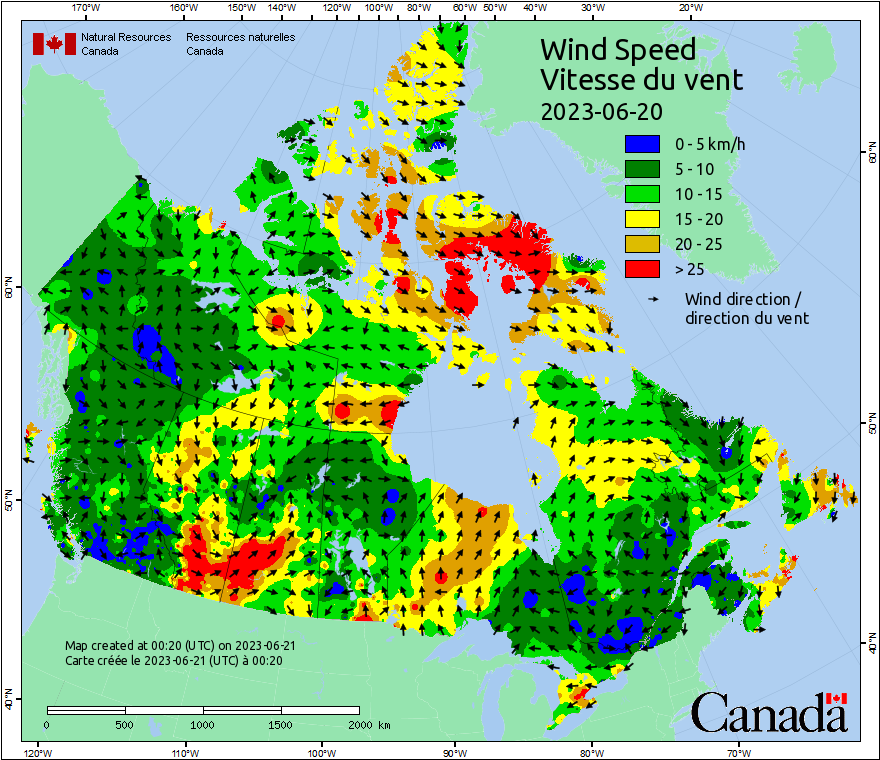 170°W 160°W 150°W 140°W 130°W 120°W 110°W 100°W 80°W 60°W 50°W 40°W 30°W 20°W
Natural Resources Ressources naturelles
Canada Canada
Wind Speed
Vitesse du vent
2023-06-20
0 - 5 km/h
5 - 10
10 - 15
15 - 20
20 - 25
> 25
Wind direction /
direction du vent
60°N
60°N
50°N
50°N
40°N
40°N
Map created at 00:20 (UTC) on 2023-06-21
Carte créée le 2023-06-21 (UTC) à 00:20
0 500 1000 1500 2000 km
Canada
120°W 110°W 100°W 90°W 80°W 70°W